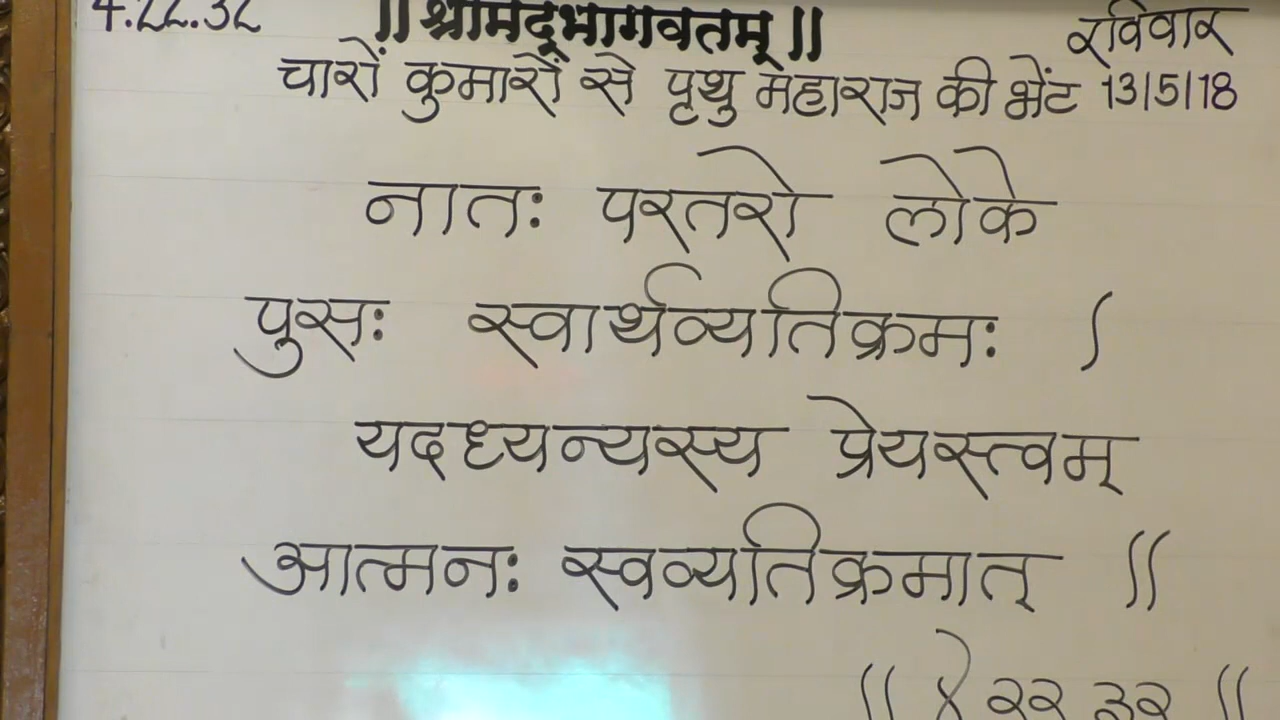 4.22.32 ॥ श्रीमद्भागवतम् ॥ रविवार
चारों कुमारों से पृथु महाराज की भेंट 13/5/18
नातः परतरो लोके
पुसः स्वार्थव्यतिक्रमः ।
यदध्यन्यस्य प्रेयस्त्वम्
आत्मनः स्वव्यतिक्रमात् ॥
॥ ४ २२ ३२ ॥